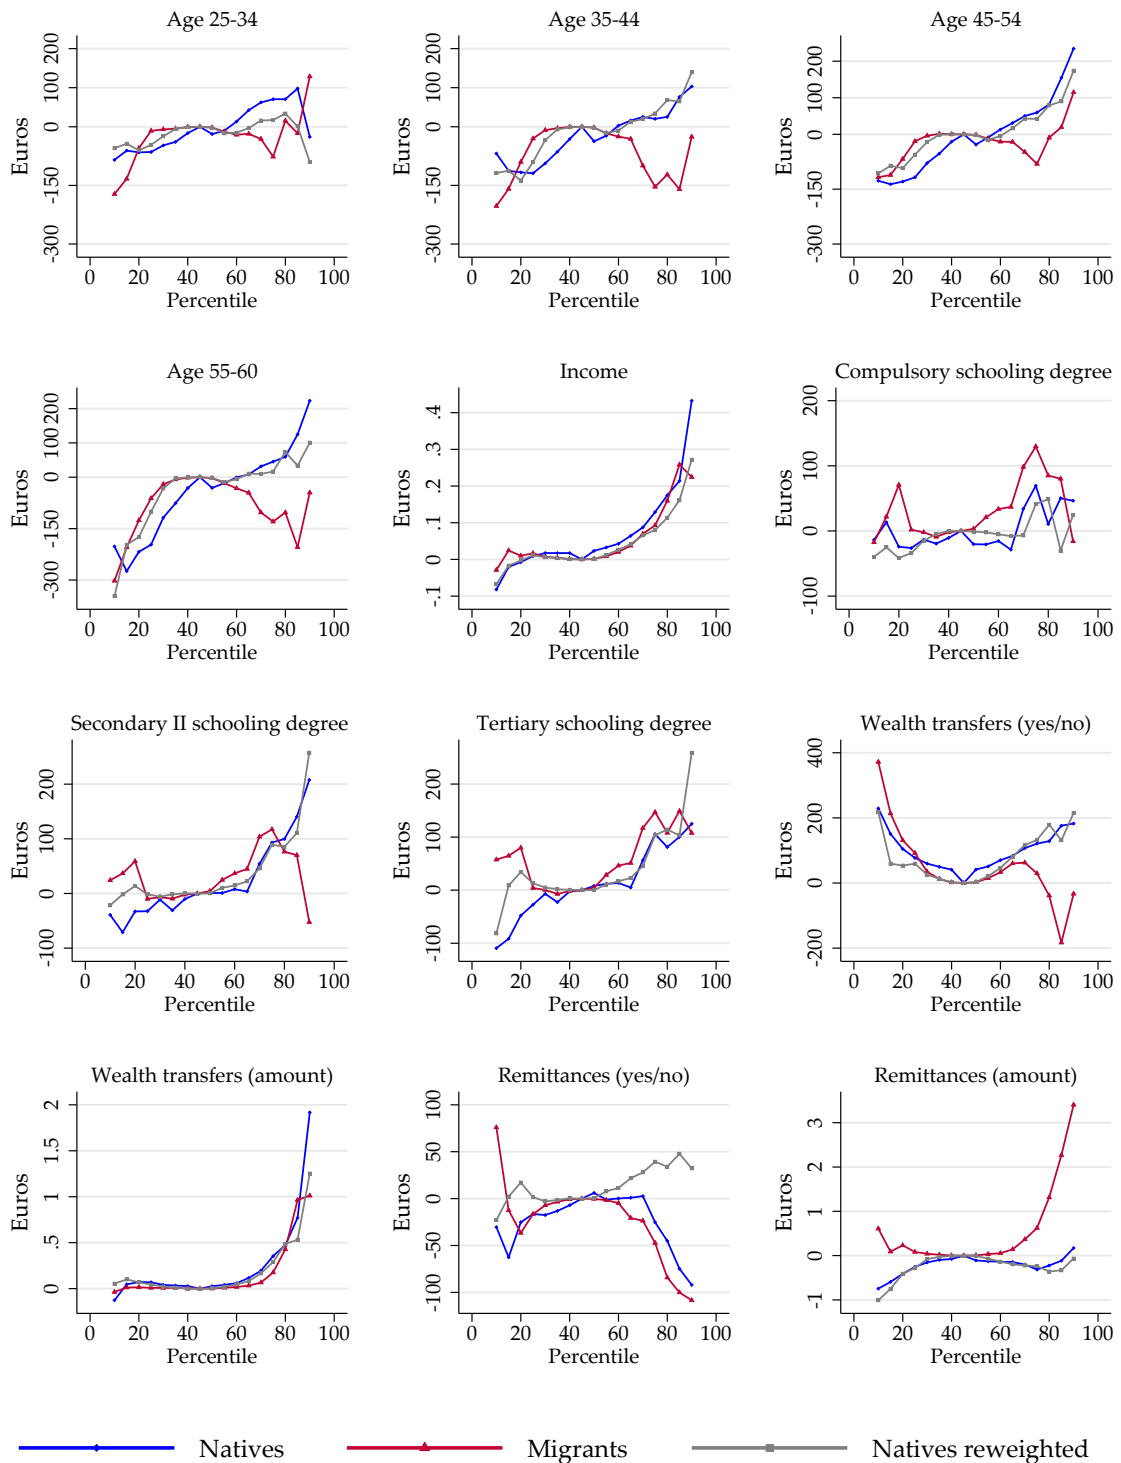 Age 25-34
Age 35-44
Age 45-54
Euros
-300 -150 0 100 200
0 20 40 60 80 100
Percentile
Euros
-300 -150 0 100 200
0 20 40 60 80 100
Percentile
Euros
-300 -150 0 100 200
0 20 40 60 80 100
Percentile
Age 55-60
Income
Compulsory schooling degree
Euros
-300 -150 0 100 200
0 20 40 60 80 100
Percentile
Euros
-.1 0 .1 .2 .3 .4
0 20 40 60 80 100
Percentile
Euros
-100 0 100 200
0 20 40 60 80 100
Percentile
Secondary II schooling degree
Tertiary schooling degree
Wealth transfers (yes/no)
Euros
-100 0 100 200
0 20 40 60 80 100
Percentile
Euros
-100 0 100 200
0 20 40 60 80 100
Percentile
Euros
-200 0 200 400
0 20 40 60 80 100
Percentile
Wealth transfers (amount)
Remittances (yes/no)
Remittances (amount)
Euros
0 .5 1 1.5 2
0 20 40 60 80 100
Percentile
Euros
-100 -50 0 50 100
0 20 40 60 80 100
Percentile
Euros
-1 0 1 2 3
0 20 40 60 80 100
Percentile
Natives
Migrants
Natives reweighted